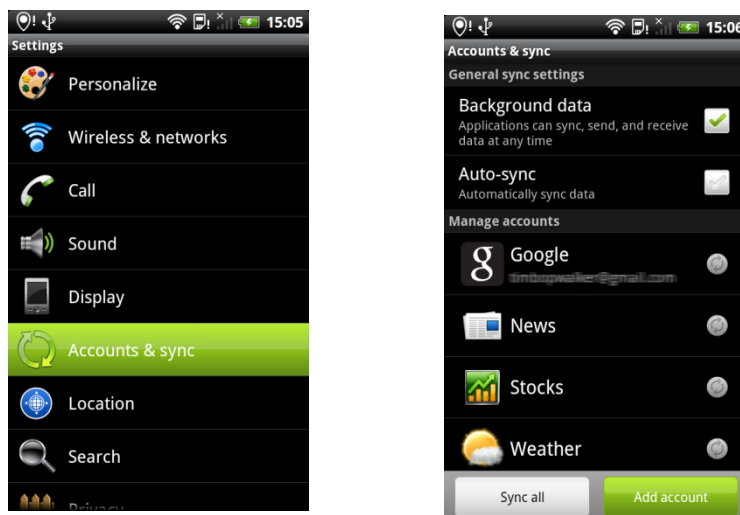 15:05
Settings
Personalize
Wireless & networks
Call
Sound
Display
Accounts & sync
Location
Search
Privacy
15:06
Accounts & sync
General sync settings
Background data
Applications can sync, send, and receive
data at any time
Auto-sync
Automatically sync data
Manage accounts
Google
News
Stocks
Weather
Sync all
Add account